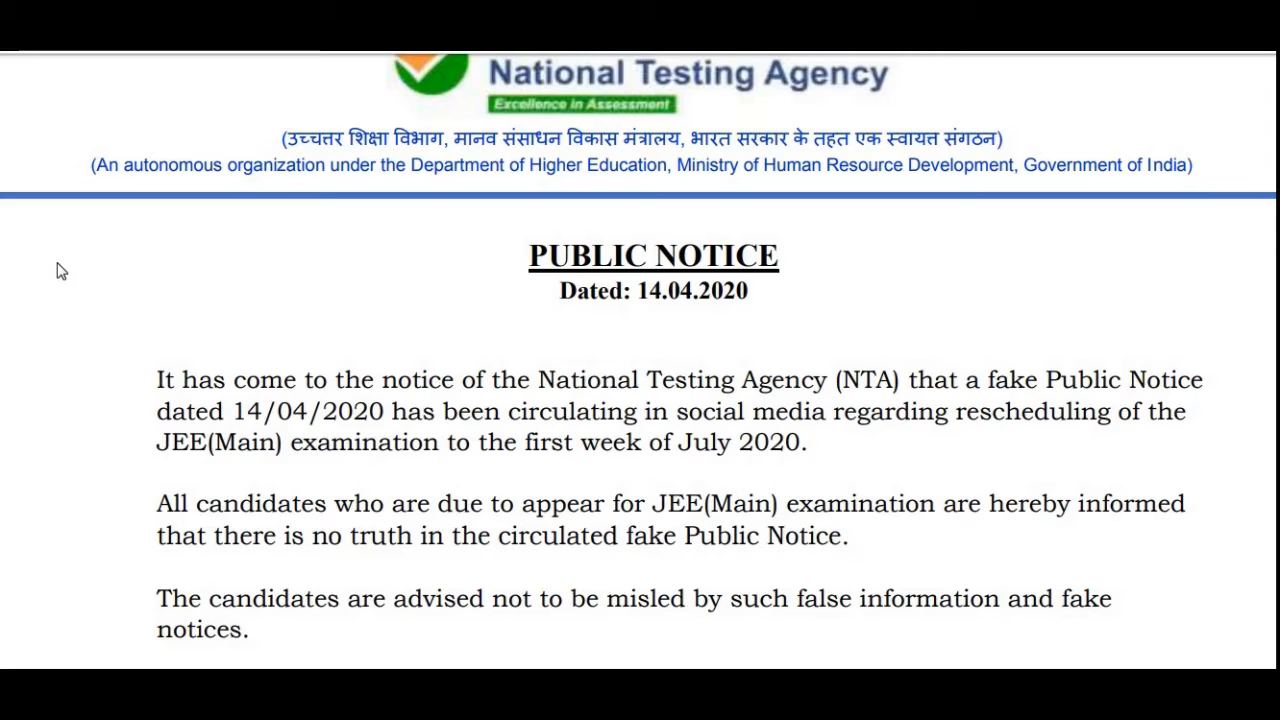 National Testing Agency
Excellence in Assessment
(उच्चत्तर शिक्षा विभाग, मानव संसाधन विकास मंत्रालय, भारत सरकार के तहत एक स्वायत्त संगठन)
(An autonomous organization under the Department of Higher Education, Ministry of Human Resource Development, Government of India)
PUBLIC NOTICE
Dated: 14.04.2020
It has come to the notice of the National Testing Agency (NTA) that a fake Public Notice
dated 14/04/2020 has been circulating in social media regarding rescheduling of the
JEE(Main) examination to the first week of July 2020.
All candidates who are due to appear for JEE(Main) examination are hereby informed
that there is no truth in the circulated fake Public Notice.
The candidates are advised not to be misled by such false information and fake
notices.